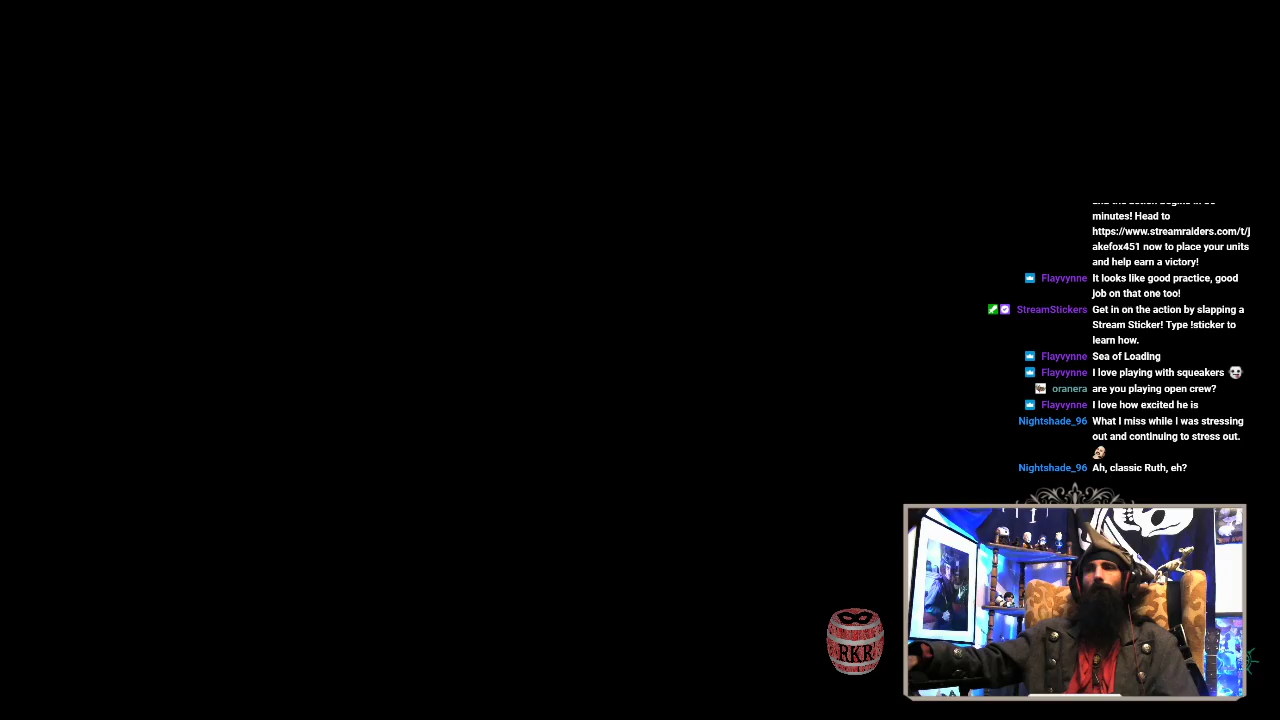 minutes! Head to
https://www.streamraiders.com/t/j
akefox451 now to place your units
and help earn a victory!
Flayvynne It looks like good practice, good
job on that one too!
StreamStickers Get in on the action by slapping a
Stream Sticker! Type !sticker to
learn how.
Flayvynne Sea of Loading
Flayvynne I love playing with squeakers
oranera are you playing open crew?
Flayvynne I love how excited he is
Nightshade_96 What I miss while I was stressing
out and continuing to stress out.
Nightshade_96 Ah, classic Ruth, eh?
RKR